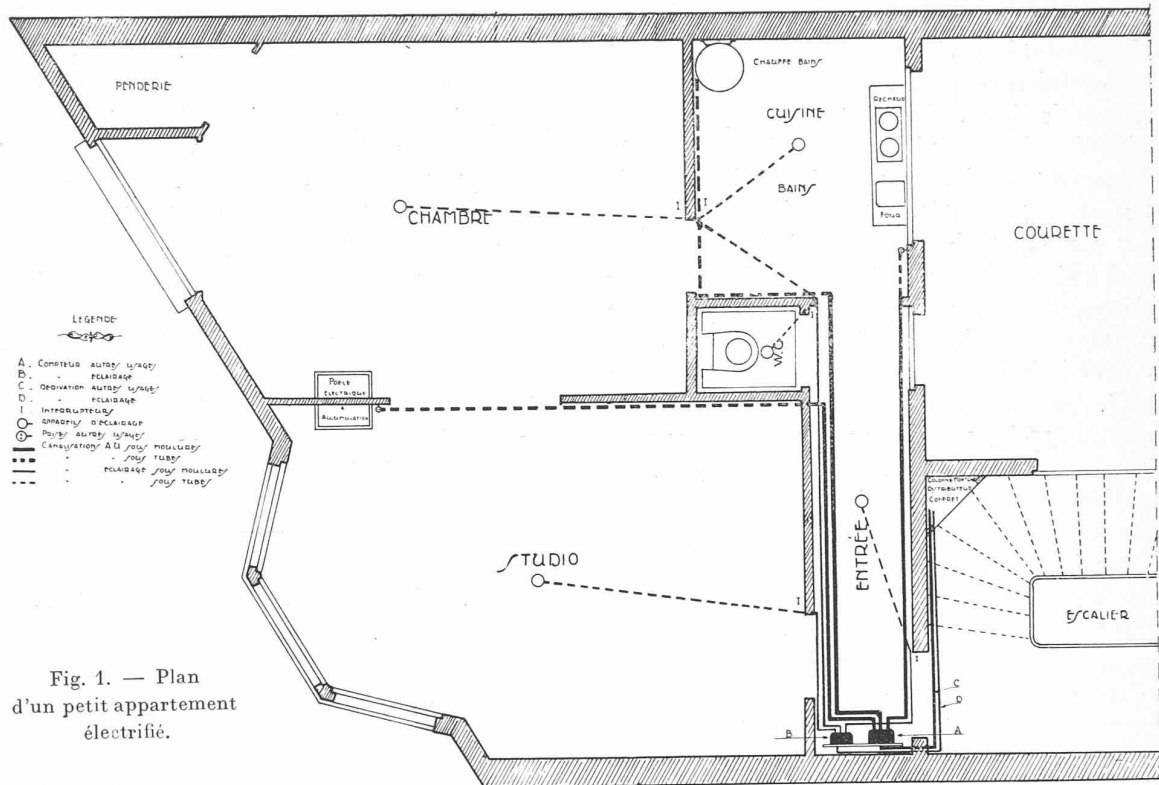 PENDERIE
CHAUFFE BAINS
CUISINE
BAINS
RECHAUD
FOUR
CHAMBRE
COURETTE
I
I
I
W.C.
LEGENDE
A. COMPTEUR AUTRES USAGES
B. " ECLAIRAGE
C. DERIVATION AUTRES USAGES
D. " ECLAIRAGE
I. INTERRUPTEURS
APPAREILS D'ECLAIRAGE
PRISES AUTRES USAGES
CANALISATIONS A.U SOUS MOULURES
" " SOUS TUBES
" ECLAIRAGE SOUS MOULURES
" " SOUS TUBES
POÊLE
ELECTRIQUE
A
ACCUMULATION
COLONNE MONTANTE
DISTRIBUTEUR
COFFRET
STUDIO
I
ENTRÉE
I
ESCALIER
C
D
B
A
Fig. 1. — Plan
d'un petit appartement
électrifié.